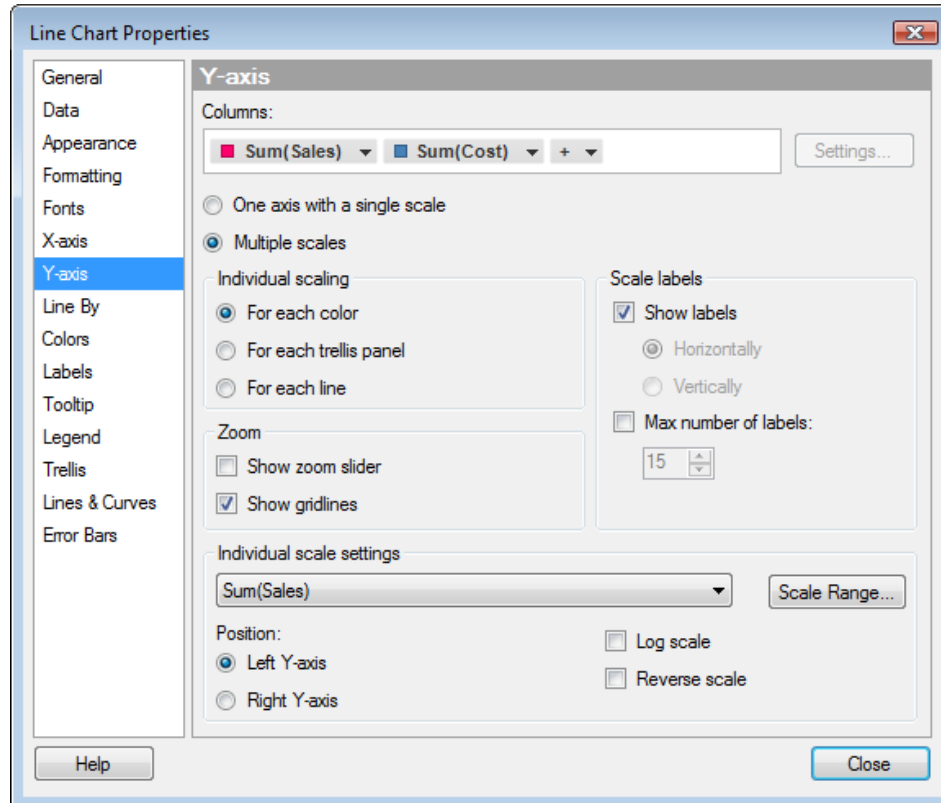 Line Chart Properties
General
Data
Appearance
Formatting
Fonts
X-axis
Y-axis
Line By
Colors
Labels
Tooltip
Legend
Trellis
Lines & Curves
Error Bars
Y-axis
Columns:
Sum(Sales) Sum(Cost) +
Settings...
One axis with a single scale
Multiple scales
Individual scaling
For each color
For each trellis panel
For each line
Scale labels
Show labels
Horizontally
Vertically
Max number of labels:
15
Zoom
Show zoom slider
Show gridlines
Individual scale settings
Sum(Sales)
Scale Range...
Position:
Left Y-axis
Right Y-axis
Log scale
Reverse scale
Help
Close